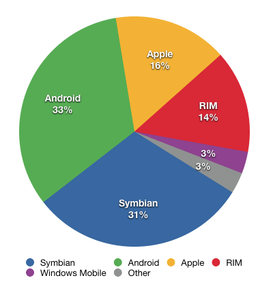 Apple
16%
Android
33%
RIM
14%
3%
3%
Symbian
31%
Symbian Android Apple RIM
Windows Mobile Other